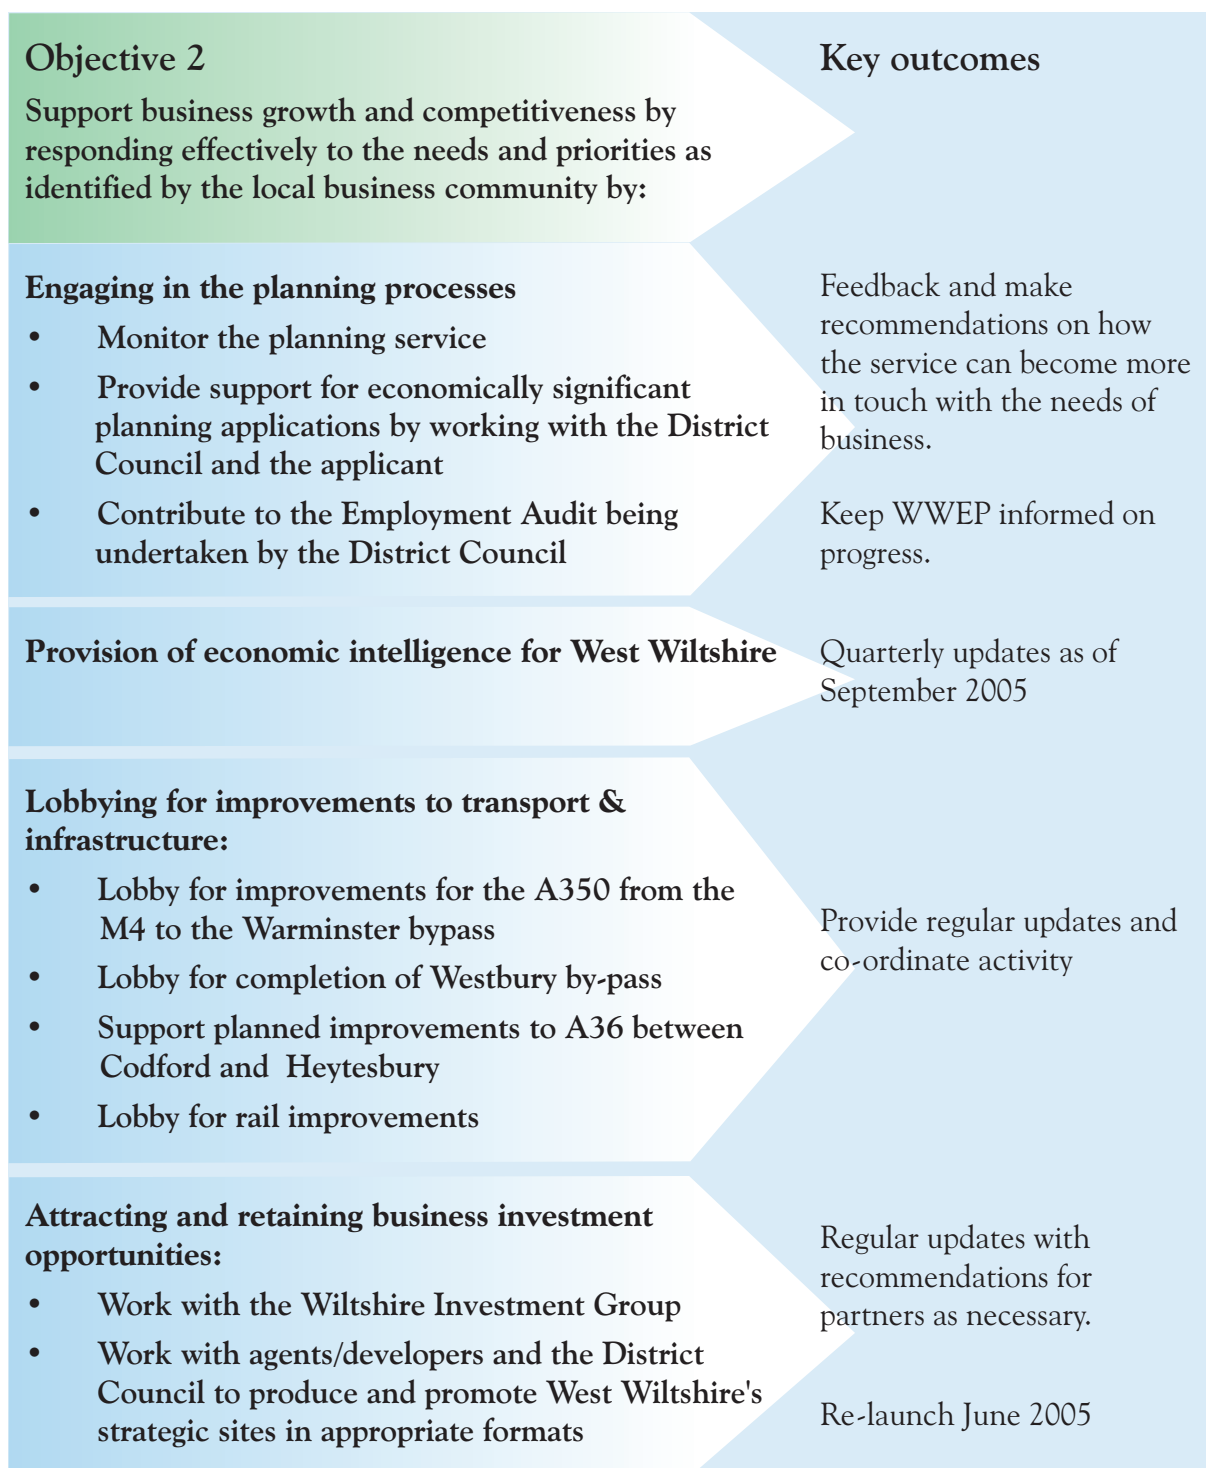 Objective 2
Support business growth and competitiveness by
responding effectively to the needs and priorities as
identified by the local business community by:
Key outcomes
Engaging in the planning processes
• Monitor the planning service
• Provide support for economically significant
planning applications by working with the District
Council and the applicant
• Contribute to the Employment Audit being
undertaken by the District Council
Feedback and make
recommendations on how
the service can become more
in touch with the needs of
business.
Keep WWEP informed on
progress.
Provision of economic intelligence for West Wiltshire
Quarterly updates as of
September 2005
Lobbying for improvements to transport &
infrastructure:
• Lobby for improvements for the A350 from the
M4 to the Warminster bypass
• Lobby for completion of Westbury by-pass
• Support planned improvements to A36 between
Codford and Heytesbury
• Lobby for rail improvements
Provide regular updates and
co-ordinate activity
Attracting and retaining business investment
opportunities:
• Work with the Wiltshire Investment Group
• Work with agents/developers and the District
Council to produce and promote West Wiltshire's
strategic sites in appropriate formats
Regular updates with
recommendations for
partners as necessary.
Re-launch June 2005